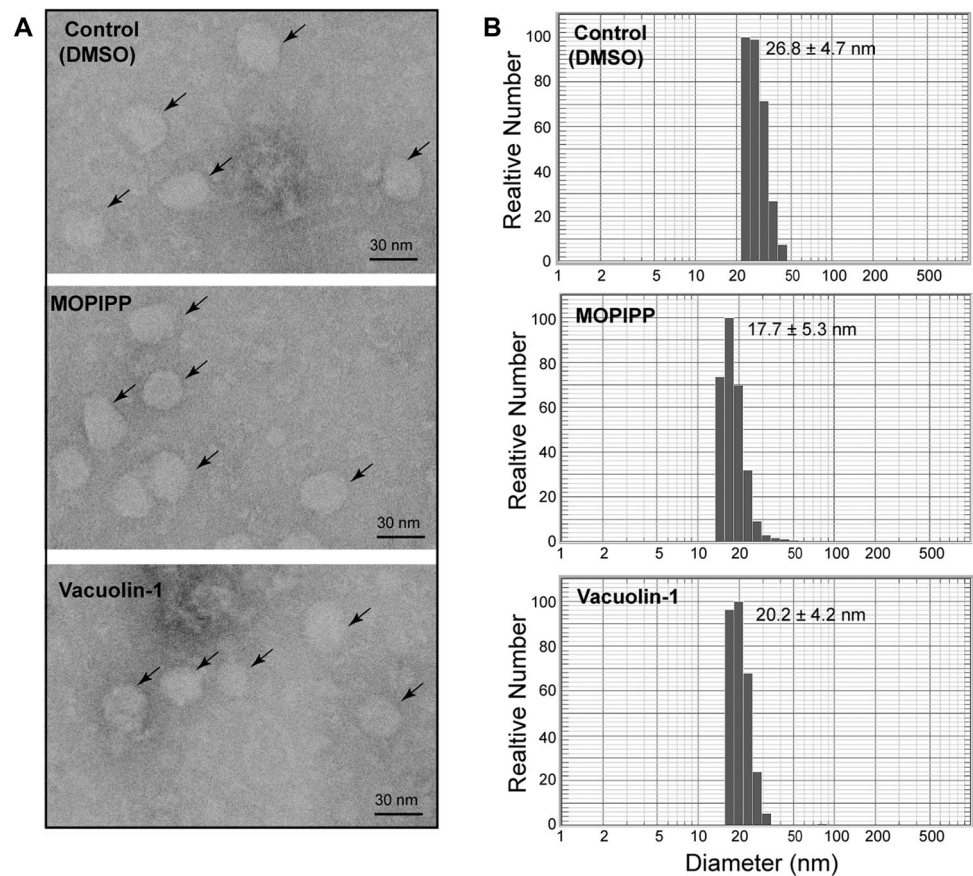 A
Control
(DMSO)
30 nm
MOPIPP
30 nm
Vacuolin-1
30 nm
B
Realtive Number
100
80
60
40
20
0
Control
(DMSO)
26.8 ± 4.7 nm
1 2 5 10 20 50 100 200 500
Realtive Number
100
80
60
40
20
0
MOPIPP
17.7 ± 5.3 nm
1 2 5 10 20 50 100 200 500
Realtive Number
100
80
60
40
20
0
Vacuolin-1
20.2 ± 4.2 nm
1 2 5 10 20 50 100 200 500
Diameter (nm)